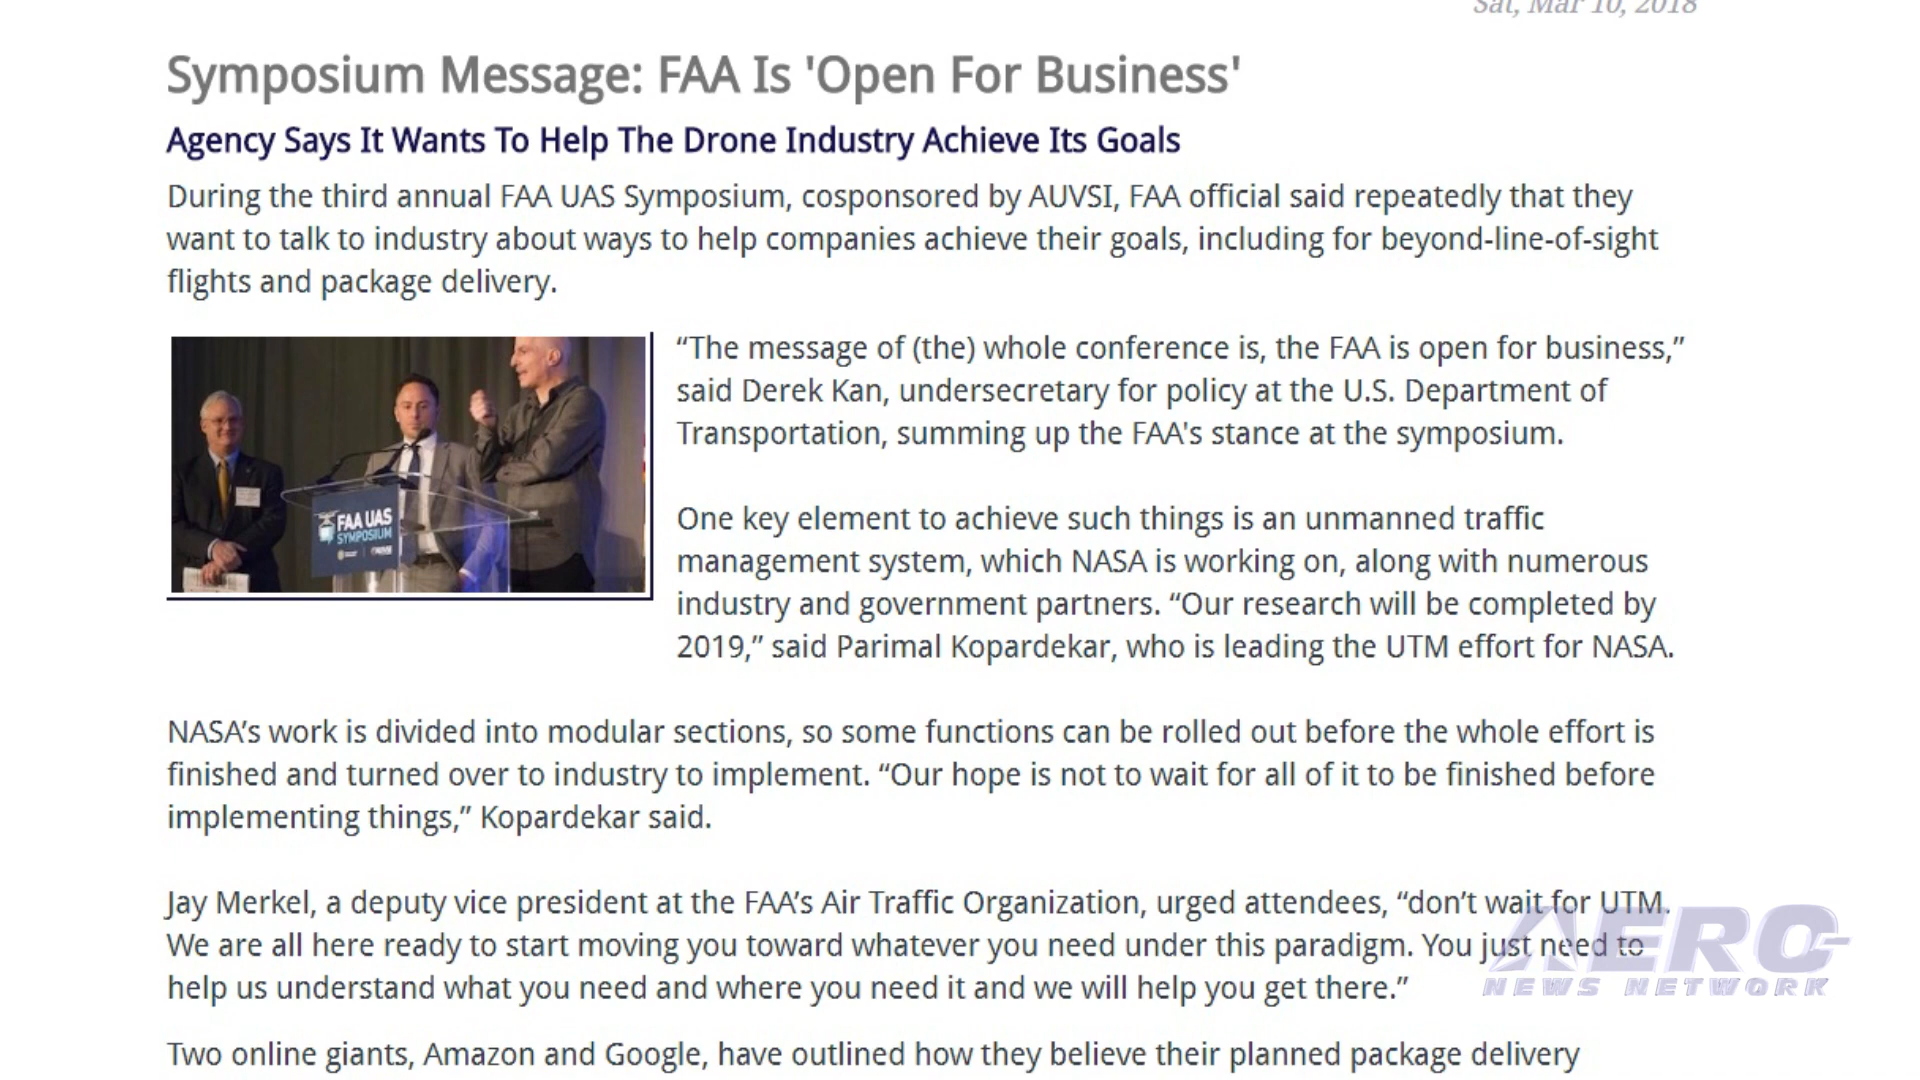 Sat, Mar 10, 2018
Symposium Message: FAA Is 'Open For Business'
Agency Says It Wants To Help The Drone Industry Achieve Its Goals
During the third annual FAA UAS Symposium, cosponsored by AUVSI, FAA official said repeatedly that they
want to talk to industry about ways to help companies achieve their goals, including for beyond-line-of-sight
flights and package delivery.
“The message of (the) whole conference is, the FAA is open for business,”
said Derek Kan, undersecretary for policy at the U.S. Department of
Transportation, summing up the FAA's stance at the symposium.
FAA UAS
SYMPOSIUM
One key element to achieve such things is an unmanned traffic
management system, which NASA is working on, along with numerous
industry and government partners. “Our research will be completed by
2019,” said Parimal Kopardekar, who is leading the UTM effort for NASA.
NASA’s work is divided into modular sections, so some functions can be rolled out before the whole effort is
finished and turned over to industry to implement. “Our hope is not to wait for all of it to be finished before
implementing things,” Kopardekar said.
Jay Merkel, a deputy vice president at the FAA’s Air Traffic Organization, urged attendees, “don’t wait for UTM.
We are all here ready to start moving you toward whatever you need under this paradigm. You just need to
help us understand what you need and where you need it and we will help you get there.”
AERO
NEWS NETWORK
Two online giants, Amazon and Google, have outlined how they believe their planned package delivery